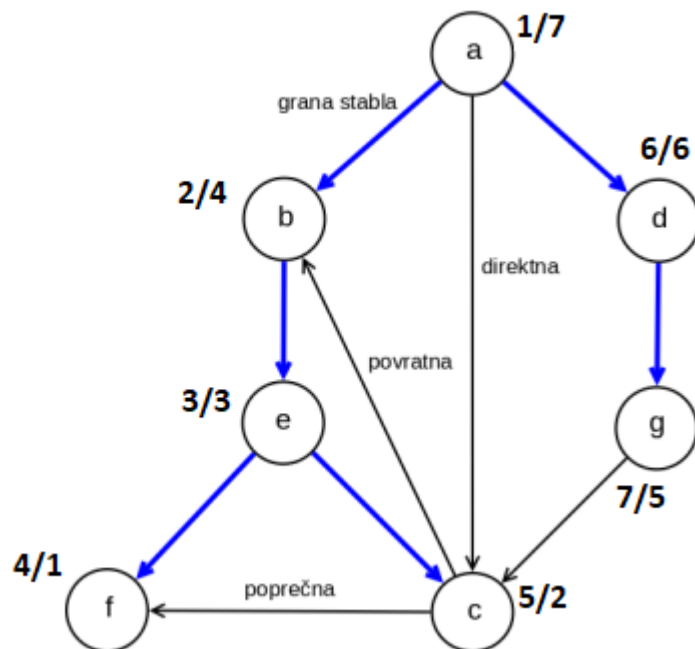 1/7
a
grana stabla
6/6
2/4
b
d
direktna
povratna
3/3
e
g
7/5
4/1
f
poprečna
c
5/2